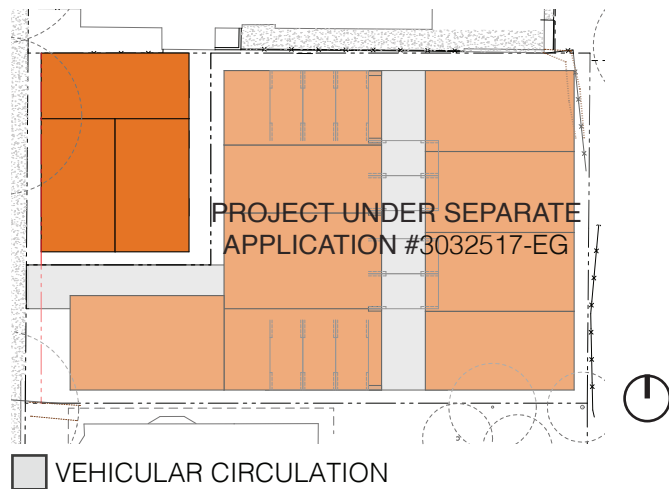 PROJECT UNDER SEPARATE
APPLICATION #3032517-EG
VEHICULAR CIRCULATION